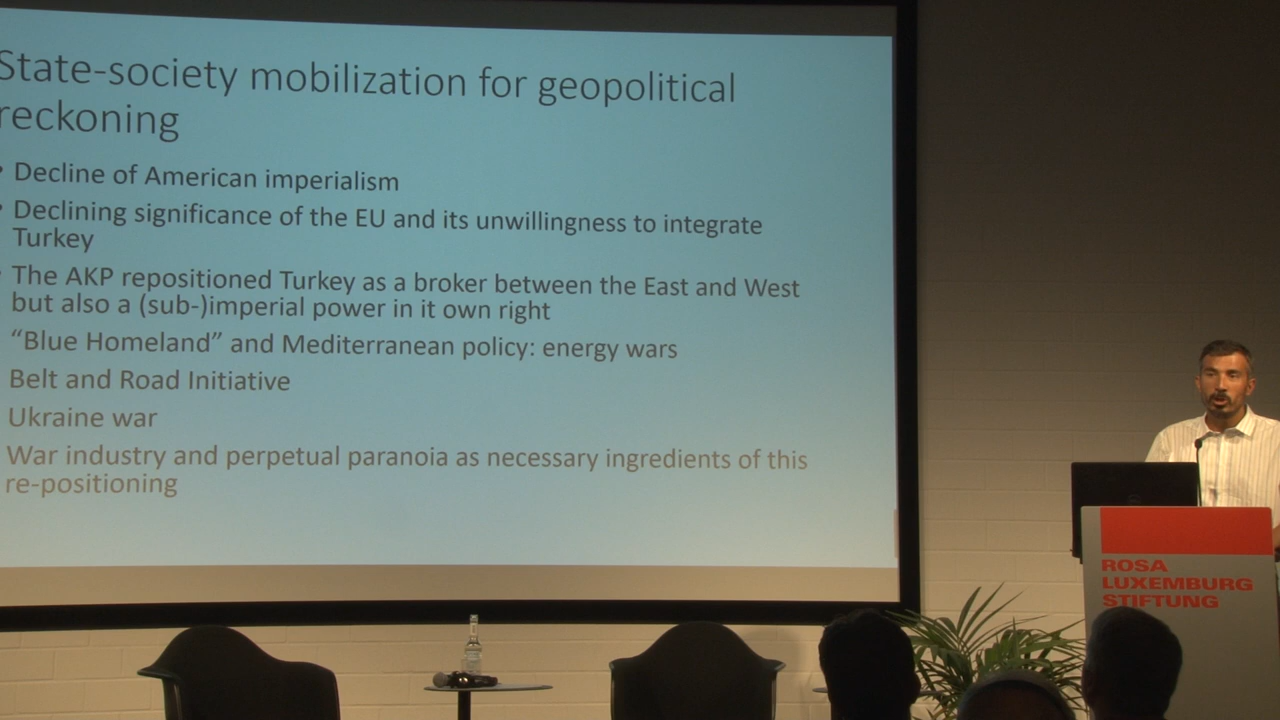 State-society mobilization for geopolitical
reckoning
• Decline of American imperialism
• Declining significance of the EU and its unwillingness to integrate
Turkey
• The AKP repositioned Turkey as a broker between the East and West
but also a (sub-)imperial power in it own right
“Blue Homeland” and Mediterranean policy: energy wars
Belt and Road Initiative
Ukraine war
War industry and perpetual paranoia as necessary ingredients of this
re-positioning
ROSA
LUXEMBURG
STIFTUNG